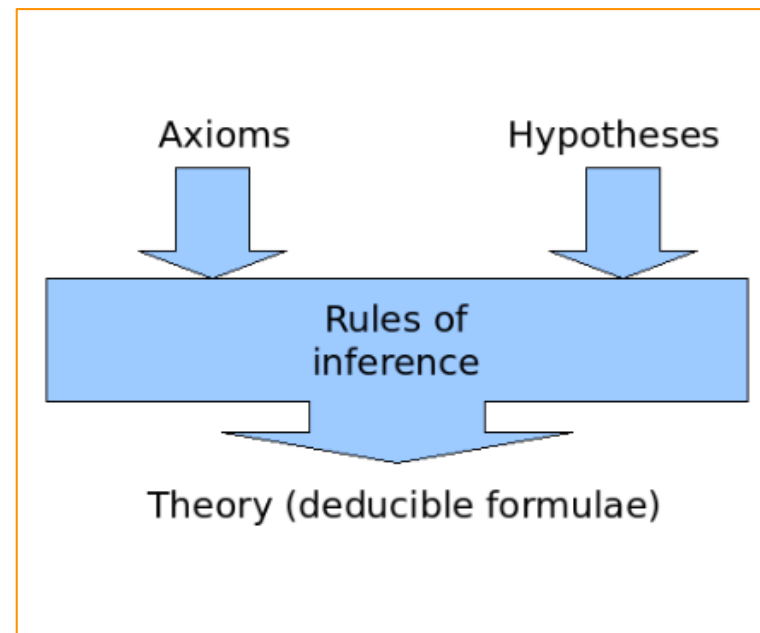 Axioms
Hypotheses
Rules of
inference
Theory (deducible formulae)